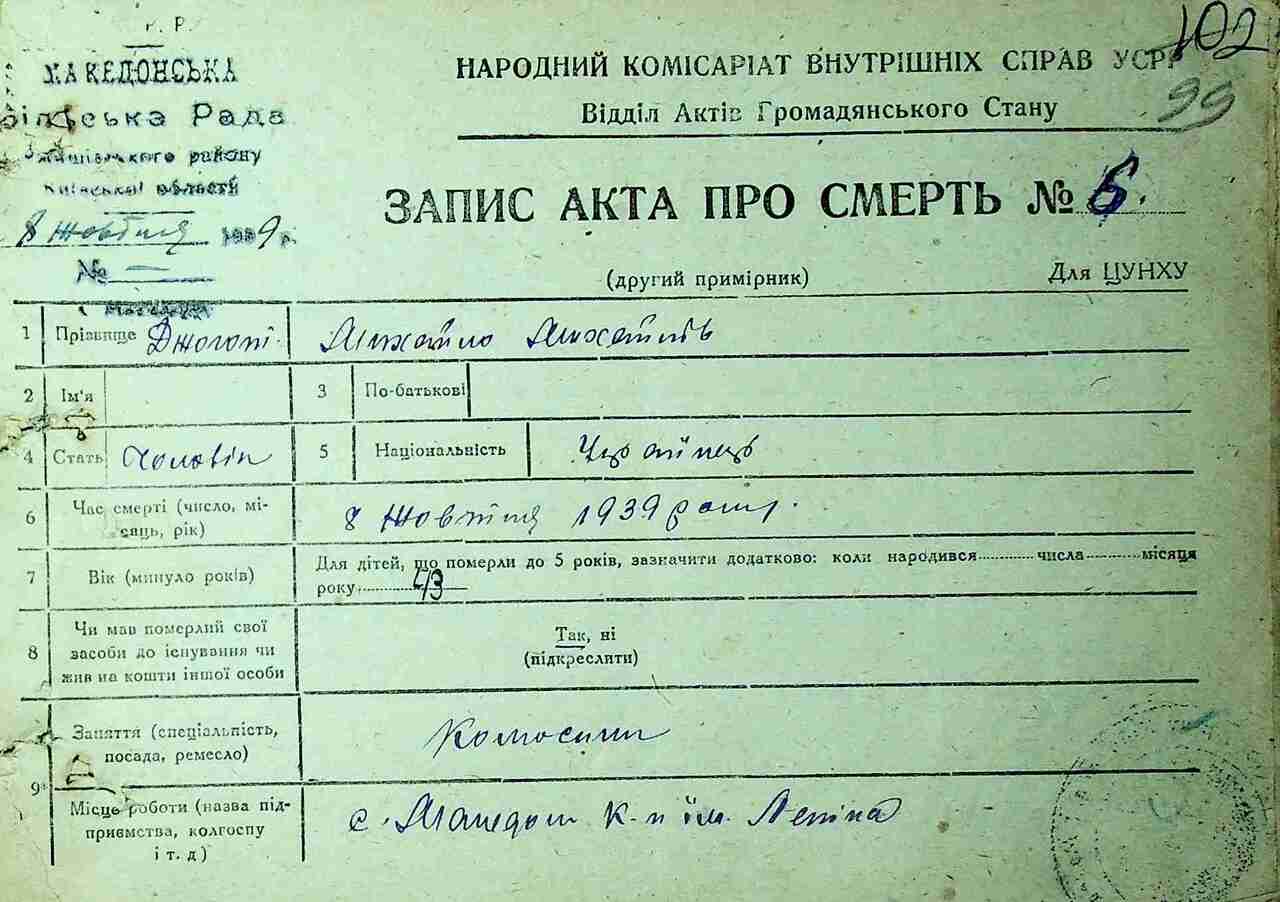 Р. Р.
МАКЕДОНСЬКА
Сільська Рада
району
Київської області
8 жовтня 1939 р.
№ —
НАРОДНИЙ КОМІСАРІАТ ВНУТРІШНІХ СПРАВ УСРР
Відділ Актів Громадянського Стану
102
99
ЗАПИС АКТА ПРО СМЕРТЬ № 6.
(другий примірник)
Для ЦУНХУ
1 Прізвище Михайло
2 Ім'я 3 По-батькові
4 Стать Чоловік 5 Національність Українець
6 Час смерті (число, мі-
сяць, рік) 8 Жовтня 1939 року.
7 Вік (минуло років) Для дітей, що померли до 5 років, зазначити додатково: коли народився числа місяця
року 43
8 Чи мав померлий свої
засоби до існування чи
жив на кошти іншої особи
Так, ні
(підкреслити)
9 Заняття (спеціальність,
посада, ремесло)
Місце роботи (назва під-
приємства, колгоспу
і т. д) с. Македони К-п ім. Леніна